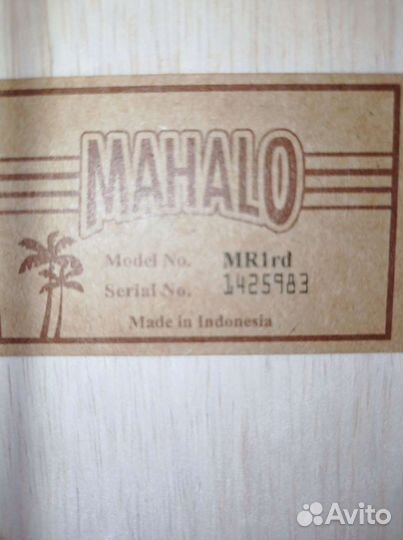 MAHALO
Model No. MR1rd
Serial No. 1425983
Made in Indonesia
Avito